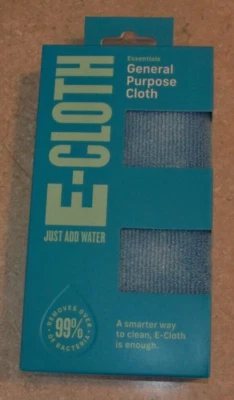 Essentials
General
Purpose
Cloth
E-CLOTH
JUST ADD WATER
REMOVES OVER
99%
OF BACTERIA
A smarter way
to clean, E-Cloth
is enough.